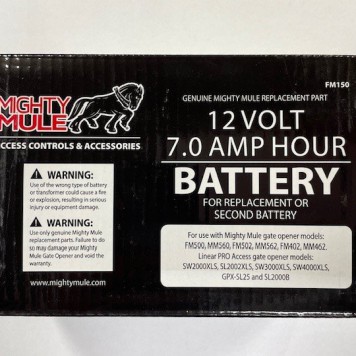 FM150
MIGHTY
MULE
ACCESS CONTROLS & ACCESSORIES
GENUINE MIGHTY MULE REPLACEMENT PART
12 VOLT
7.0 AMP HOUR
BATTERY
FOR REPLACEMENT OR
SECOND BATTERY
WARNING:
Use of the wrong type of battery
or transformer could cause a fire
or explosion, resulting in serious
injury or equipment damage.
WARNING:
Use only genuine Mighty Mule
replacement parts. Failure to do
so may damage your Mighty
Mule Gate Opener and void the
warranty.
For use with Mighty Mule gate opener models:
FM500, MM560, FM502, MM562, FM402, MM462.
Linear PRO Access gate opener models:
SW2000XLS, SL2002XLS, SW3000XLS, SW4000XLS,
GPX-SL25 and SL2000B
www.mightymule.com